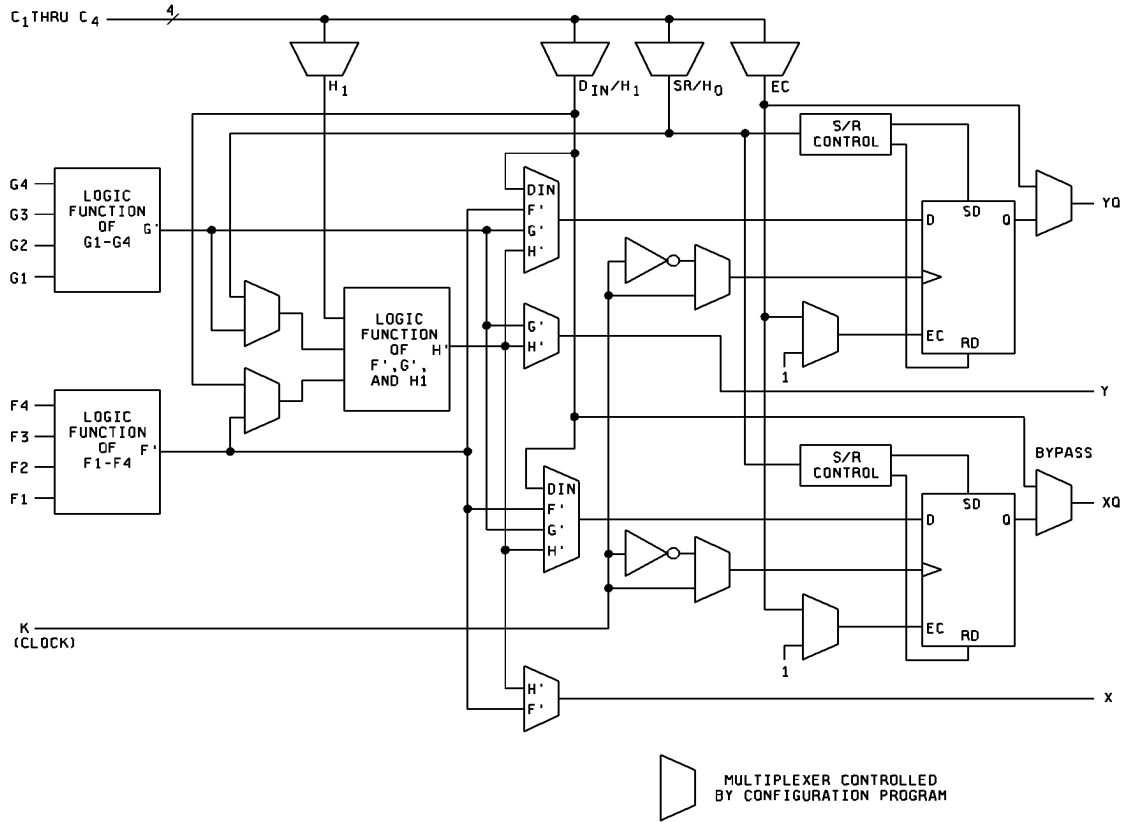 C1THRU C4
4
H1
DIN/H1
SR/H0
EC
S/R
CONTROL
G4
G3
G2
G1
LOGIC
FUNCTION
OF
G1-G4
G'
DIN
F'
G'
H'
D
SD
Q
YQ
EC
RD
1
LOGIC
FUNCTION
OF
F',G',
AND H1
H'
G'
H'
Y
F4
F3
F2
F1
LOGIC
FUNCTION
OF
F1-F4
F'
S/R
CONTROL
BYPASS
DIN
F'
G'
H'
D
SD
Q
XQ
EC
RD
1
K
(CLOCK)
H'
F'
X
MULTIPLEXER CONTROLLED
BY CONFIGURATION PROGRAM